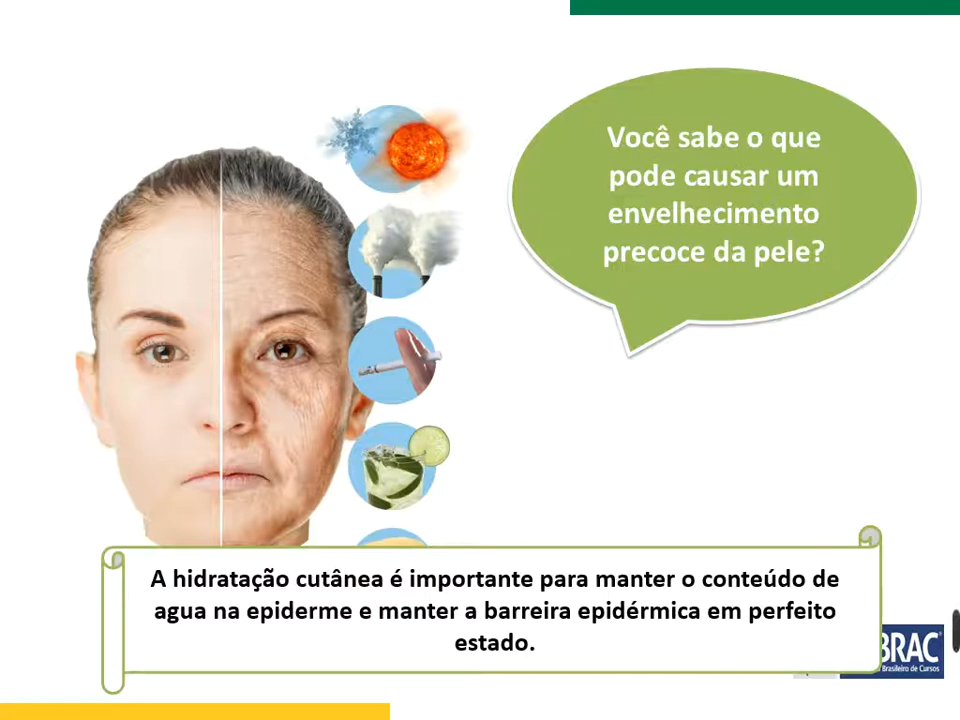 Você sabe o que
pode causar um
envelhecimento
precoce da pele?
A hidratação cutânea é importante para manter o conteúdo de
agua na epiderme e manter a barreira epidérmica em perfeito
estado.
BRAC
Brasileiro de Cursos